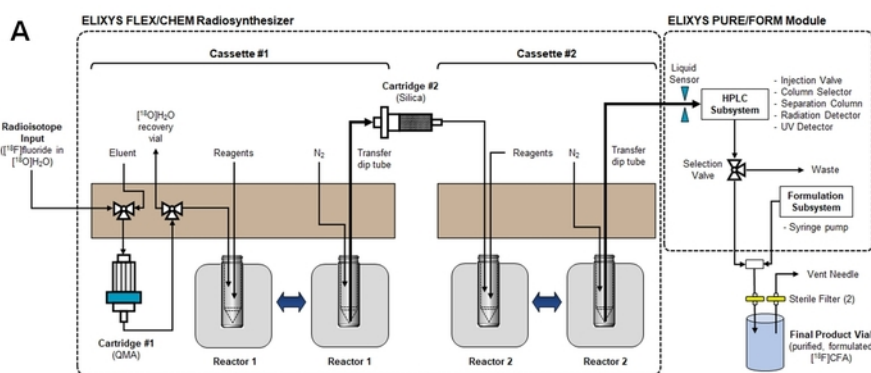 A
ELIXYS FLEX/CHEM Radiosynthesizer
ELIXYS PURE/FORM Module
Cassette #1
Cassette #2
Cartridge #2
(Silica)
Liquid
Sensor
HPLC
Subsystem
- Injection Valve
- Column Selector
- Separation Column
- Radiation Detector
- UV Detector
Radioisotope
Input
([¹⁸F]fluoride in
[¹⁸O]H₂O)
[¹⁸O]H₂O
recovery
vial
Eluent
Reagents
N₂
Transfer
dip tube
Reagents
N₂
Transfer
dip tube
Selection
Valve
Waste
Formulation
Subsystem
- Syringe pump
Cartridge #1
(QMA)
Reactor 1
Reactor 1
Reactor 2
Reactor 2
Vent Needle
Sterile Filter (2)
Final Product Vial
(purified, formulated
[¹⁸F]CFA)